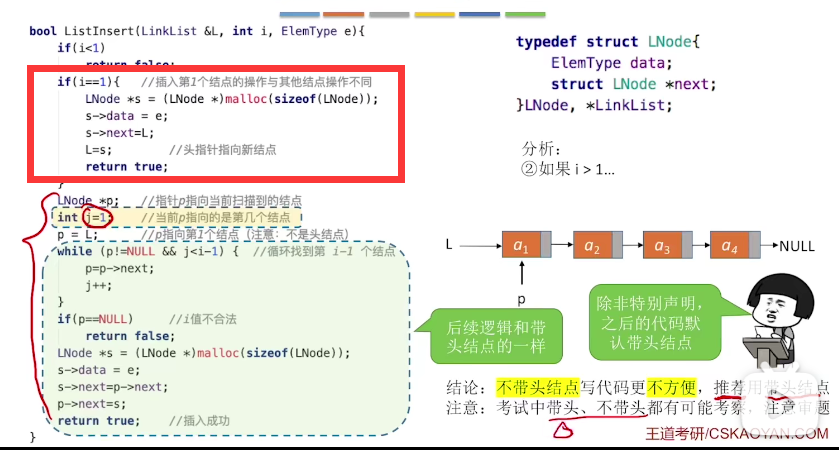 bool ListInsert(LinkList &L, int i, ElemType e){
if(i<1)
return false;
if(i==1){ //插入第1个结点的操作与其他结点操作不同
LNode *s = (LNode *)malloc(sizeof(LNode));
s->data = e;
s->next=L;
L=s; //头指针指向新结点
return true;
}
LNode *p; //指针p指向当前扫描到的结点
int j=1; //当前p指向的是第几个结点
p = L; //p指向第1个结点（注意：不是头结点）
while (p!=NULL && j<i-1) { //循环找到第 i-1 个结点
p=p->next;
j++;
}
if(p==NULL) //i值不合法
return false;
LNode *s = (LNode *)malloc(sizeof(LNode));
s->data = e;
s->next=p->next;
p->next=s;
return true; //插入成功
}
typedef struct LNode{
ElemType data;
struct LNode *next;
}LNode, *LinkList;
分析：
②如果 i > 1…
L a1 a2 a3 a4 NULL
p
后续逻辑和带
头结点的一样
除非特别声明，
之后的代码默
认带头结点
结论：不带头结点写代码更不方便，推荐用带头结点
注意：考试中带头、不带头都有可能考察，注意审题
王道考研/CSKAOYAN.COM